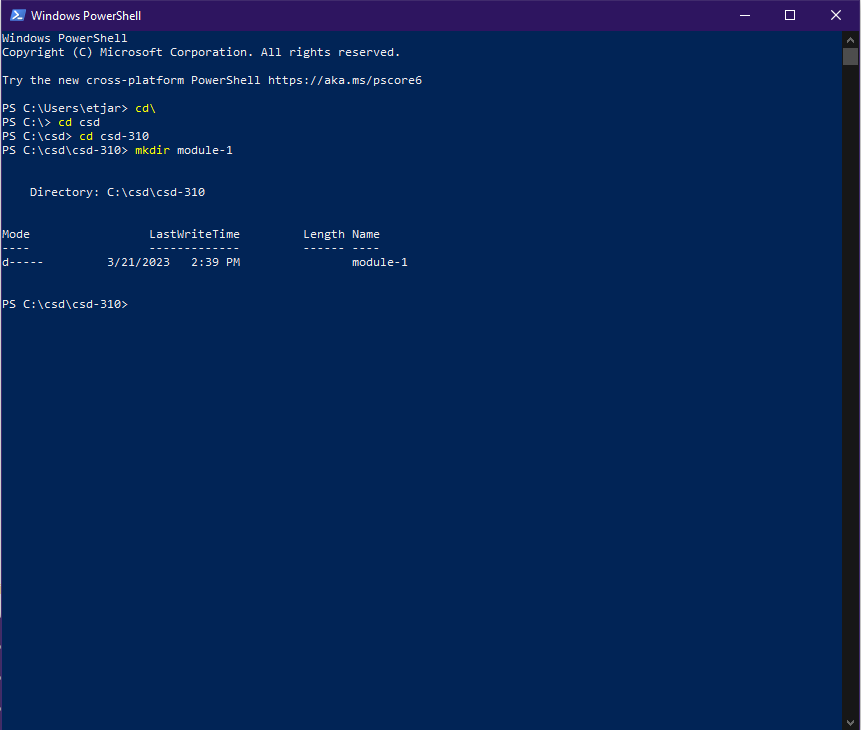 Windows PowerShell
Windows PowerShell
Copyright (C) Microsoft Corporation. All rights reserved.
Try the new cross-platform PowerShell https://aka.ms/pscore6
PS C:\Users\etjar> cd\
PS C:\> cd csd
PS C:\csd> cd csd-310
PS C:\csd\csd-310> mkdir module-1
    Directory: C:\csd\csd-310
Mode                 LastWriteTime         Length Name
----                 -------------         ------ ----
d-----         3/21/2023   2:39 PM                module-1
PS C:\csd\csd-310>